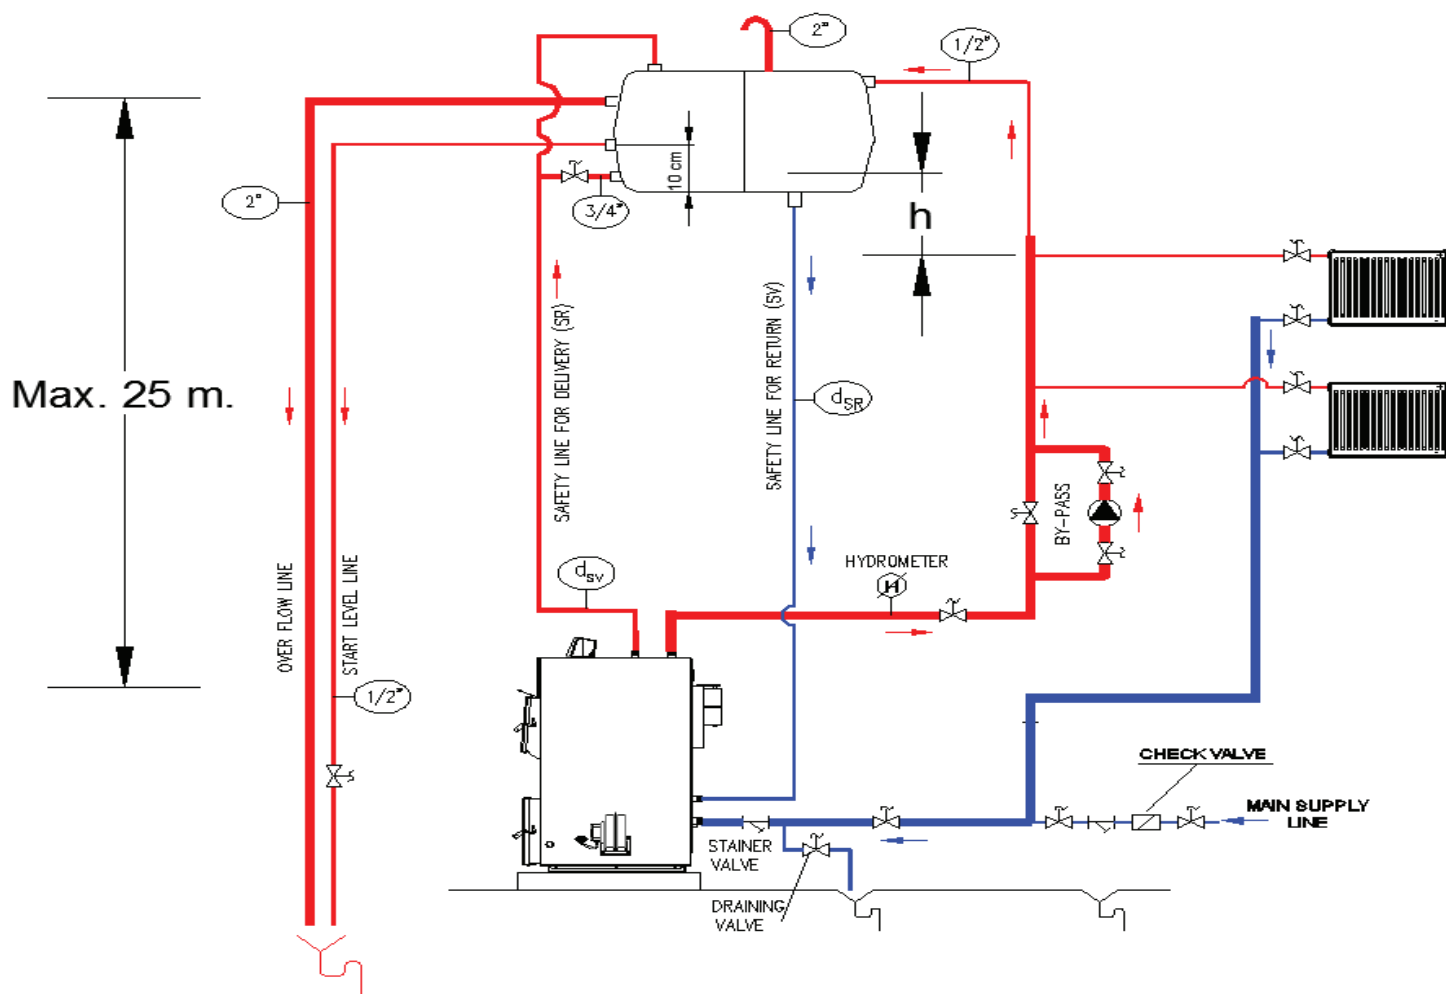 2"
1/2"
10 cm
3/4"
2"
h
Max. 25 m.
SAFETY LINE FOR DELIVERY (SR)
SAFETY LINE FOR RETURN (SV)
dSR
BY-PASS
HYDROMETER
dsv
OVER FLOW LINE
START LEVEL LINE
1/2"
CHECK VALVE
MAIN SUPPLY
LINE
STAINER
VALVE
DRAINING
VALVE